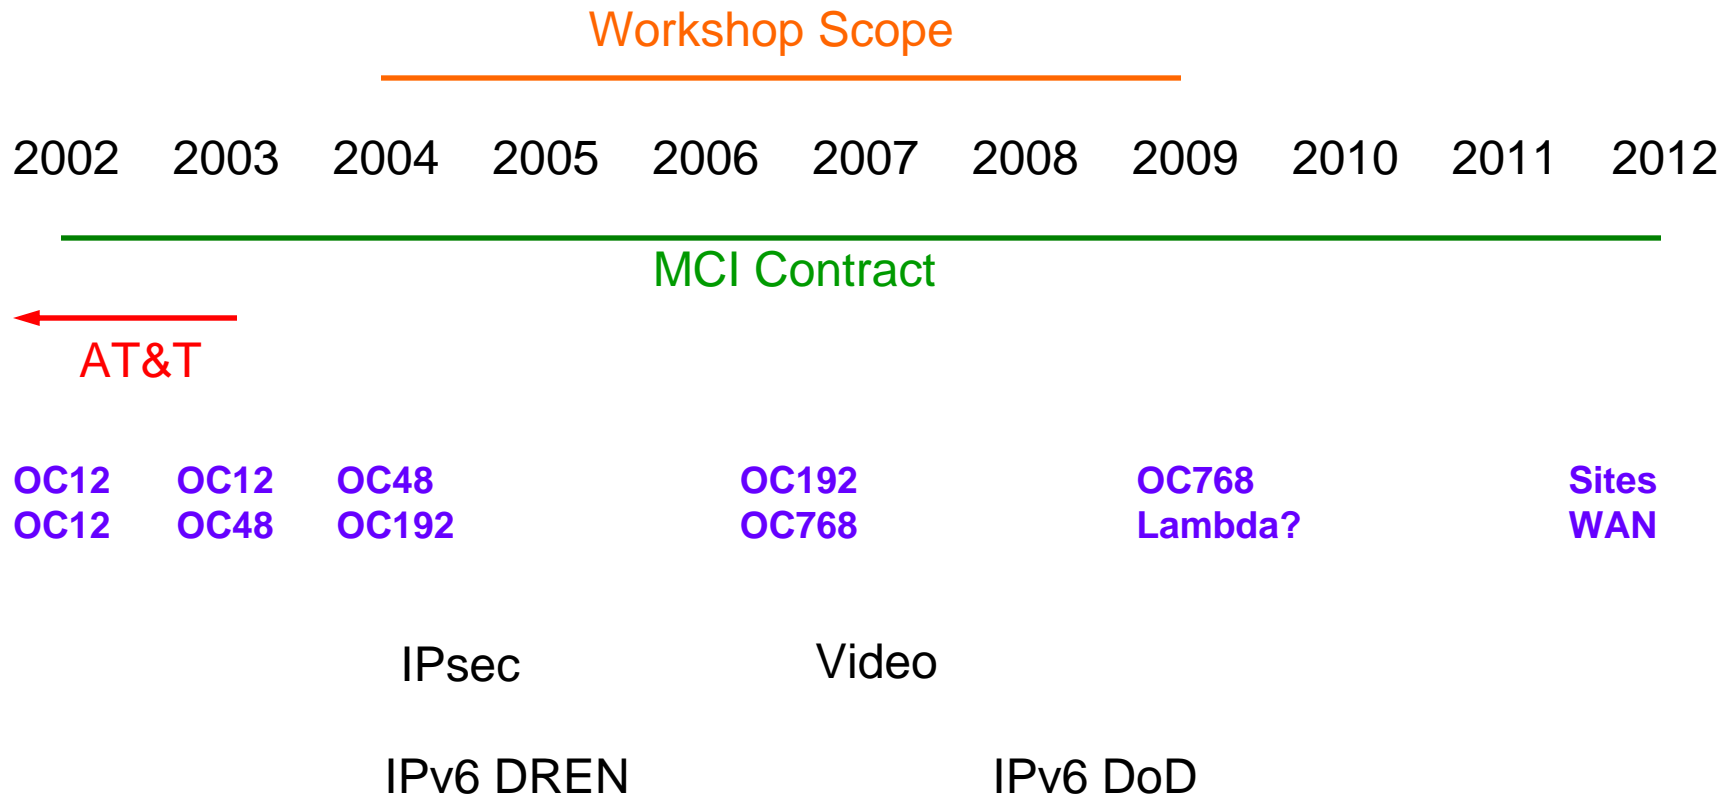 Workshop Scope
2002 2003 2004 2005 2006 2007 2008 2009 2010 2011 2012
MCI Contract
AT&T
OC12 OC12 OC48 OC192 OC768 Sites
OC12 OC48 OC192 OC768 Lambda? WAN
IPsec Video
IPv6 DREN IPv6 DoD